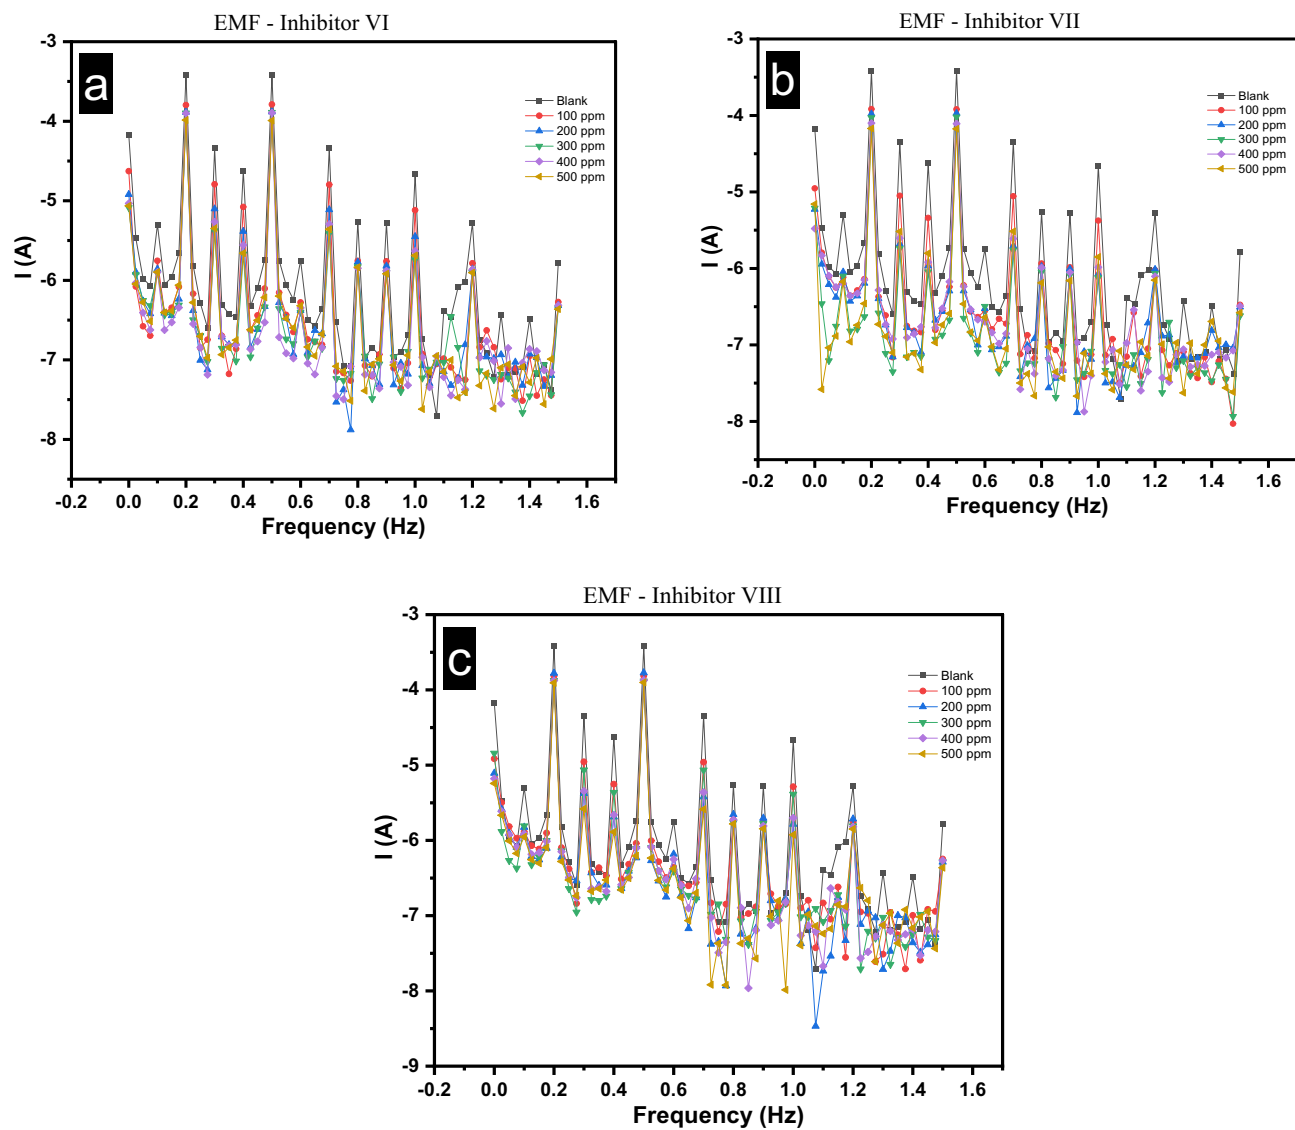 EMF - Inhibitor VI
a
Blank
100 ppm
200 ppm
300 ppm
400 ppm
500 ppm
-3
-4
-5
-6
-7
-8
I (A)
-0.2 0.0 0.2 0.4 0.6 0.8 1.0 1.2 1.4 1.6
Frequency (Hz)
EMF - Inhibitor VII
b
Blank
100 ppm
200 ppm
300 ppm
400 ppm
500 ppm
-3
-4
-5
-6
-7
-8
I (A)
-0.2 0.0 0.2 0.4 0.6 0.8 1.0 1.2 1.4 1.6
Frequency (Hz)
EMF - Inhibitor VIII
c
Blank
100 ppm
200 ppm
300 ppm
400 ppm
500 ppm
-3
-4
-5
-6
-7
-8
-9
I (A)
-0.2 0.0 0.2 0.4 0.6 0.8 1.0 1.2 1.4 1.6
Frequency (Hz)